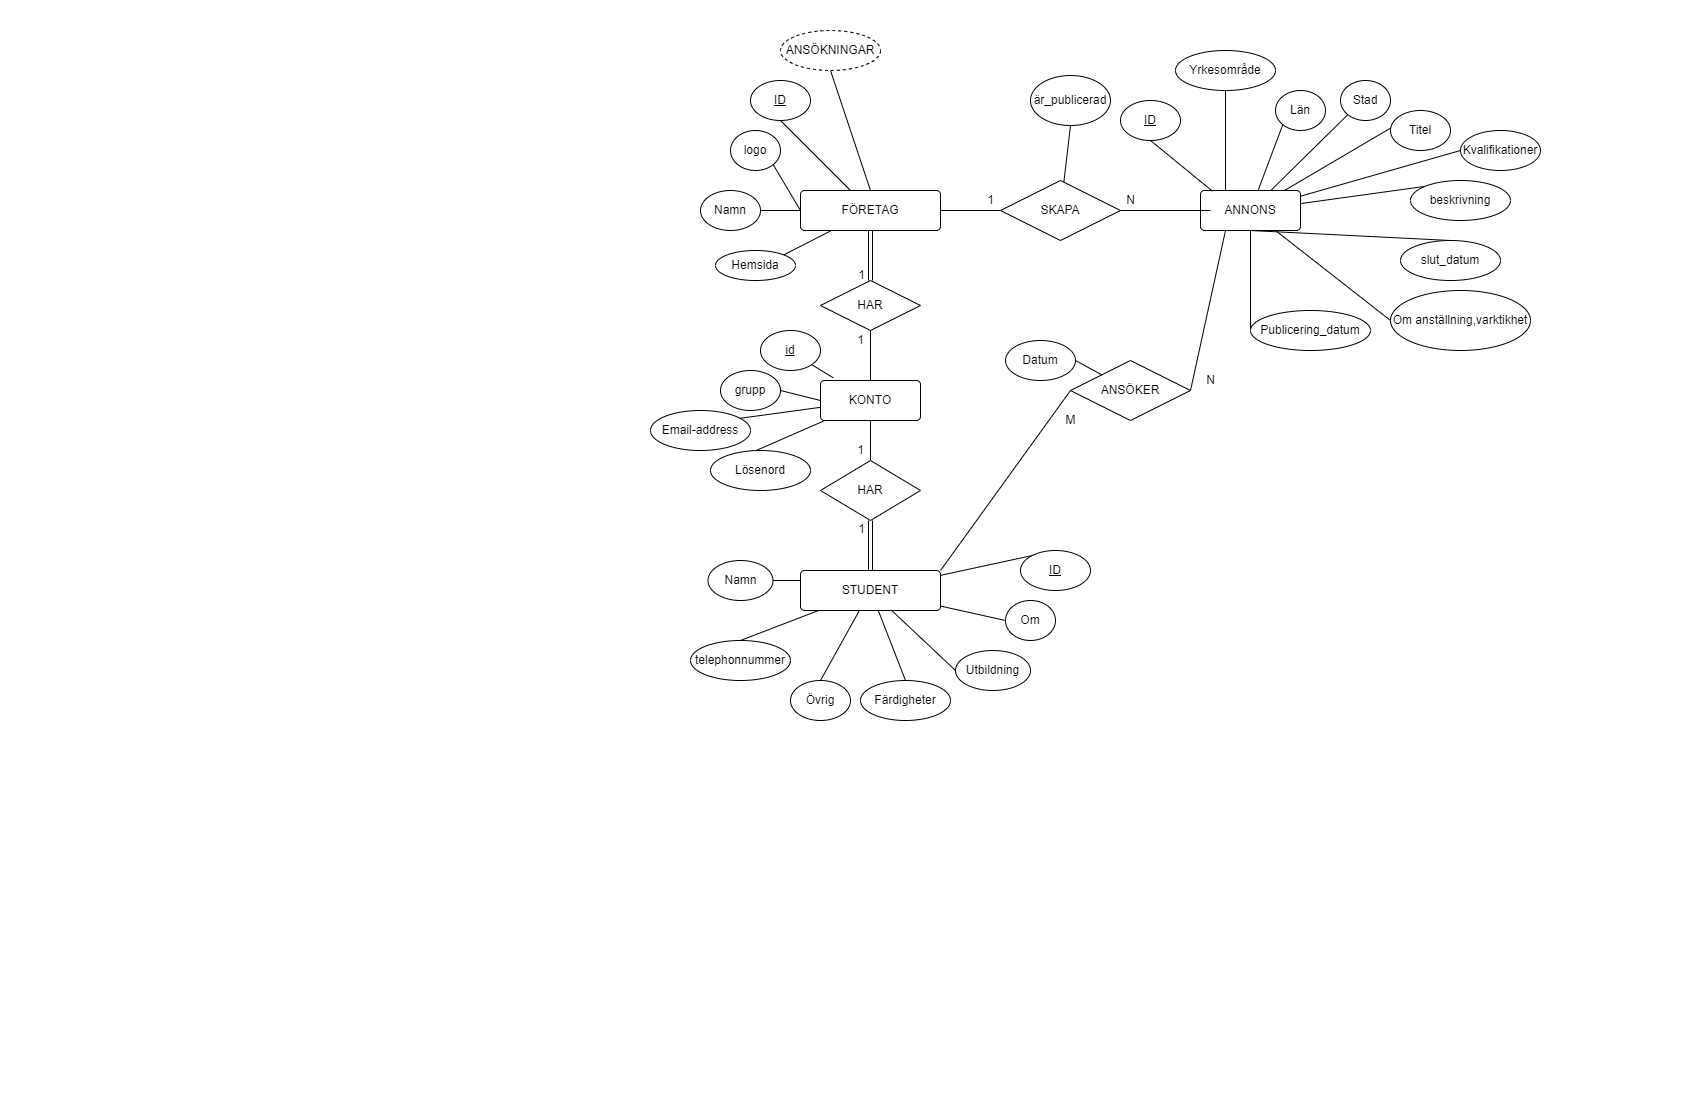 ANSÖKNINGAR
Yrkesområde
ID
är_publicerad
Stad
Län
ID
Titel
logo
Kvalifikationer
Namn
FÖRETAG
1
SKAPA
N
ANNONS
beskrivning
Hemsida
slut_datum
1
HAR
1
Om anställning,varktikhet
Publicering_datum
id
Datum
N
grupp
KONTO
ANSÖKER
M
Email-address
1
Lösenord
HAR
1
ID
Namn
STUDENT
Om
telephonnummer
Utbildning
Övrig
Färdigheter